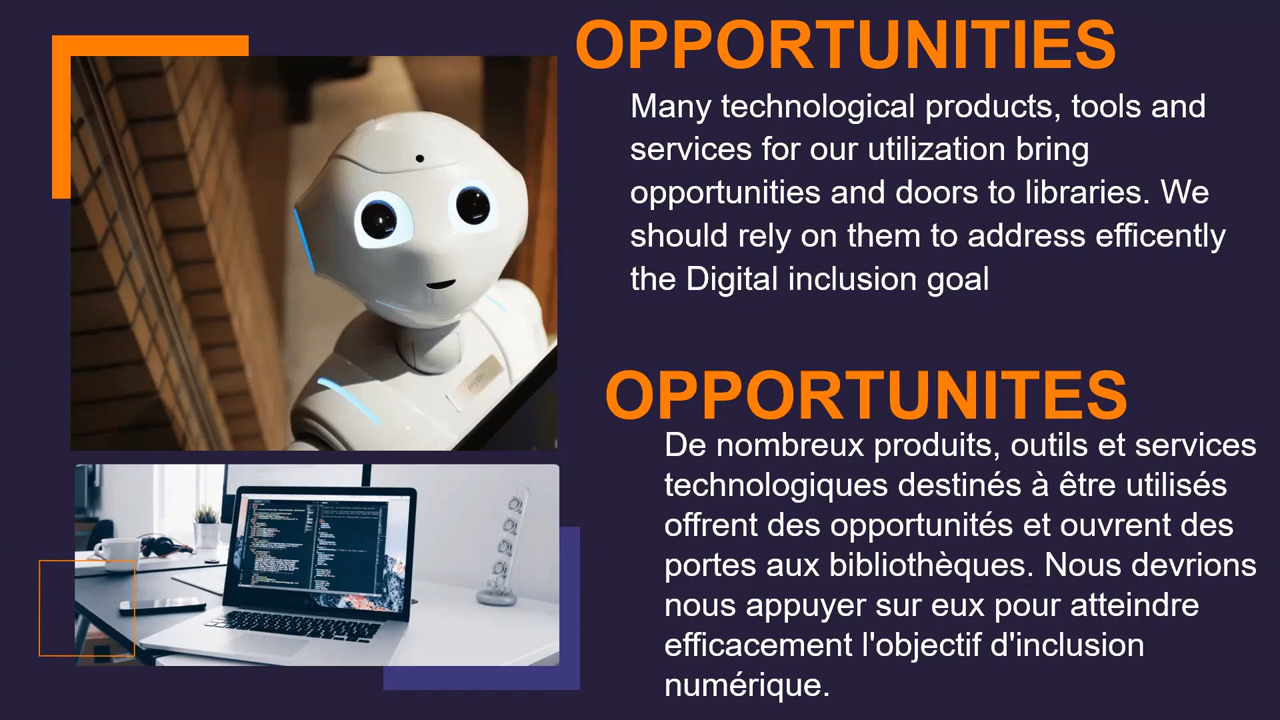 OPPORTUNITIES
Many technological products, tools and
services for our utilization bring
opportunities and doors to libraries. We
should rely on them to address efficently
the Digital inclusion goal
OPPORTUNITES
De nombreux produits, outils et services
technologiques destinés à être utilisés
offrent des opportunités et ouvrent des
portes aux bibliothèques. Nous devrions
nous appuyer sur eux pour atteindre
efficacement l'objectif d'inclusion
numérique.